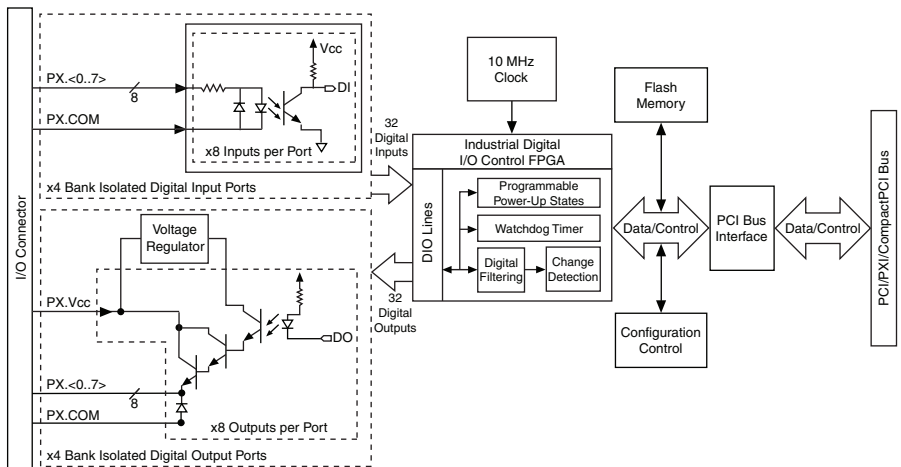 I/O Connector
PX.<0..7>
8
PX.COM
Vcc
DI
x8 Inputs per Port
x4 Bank Isolated Digital Input Ports
32
Digital
Inputs
10 MHz
Clock
Industrial Digital
I/O Control FPGA
DIO Lines
Programmable
Power-Up States
Watchdog Timer
Digital
Filtering
Change
Detection
Flash
Memory
Data/Control
Configuration
Control
PCI Bus
Interface
Data/Control
PCI/PXI/CompactPCI Bus
Voltage
Regulator
32
Digital
Outputs
PX.Vcc
DO
PX.<0..7>
8
PX.COM
x8 Outputs per Port
x4 Bank Isolated Digital Output Ports